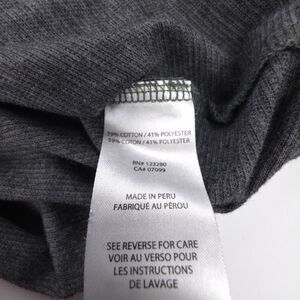 59% COTTON / 41% POLYESTER
59% COTON / 41% POLYESTER
RN# 123280
CA# 07099
MADE IN PERU
FABRIQUÉ AU PÉROU
SEE REVERSE FOR CARE
VOIR AU VERSO POUR
LES INSTRUCTIONS
DE LAVAGE